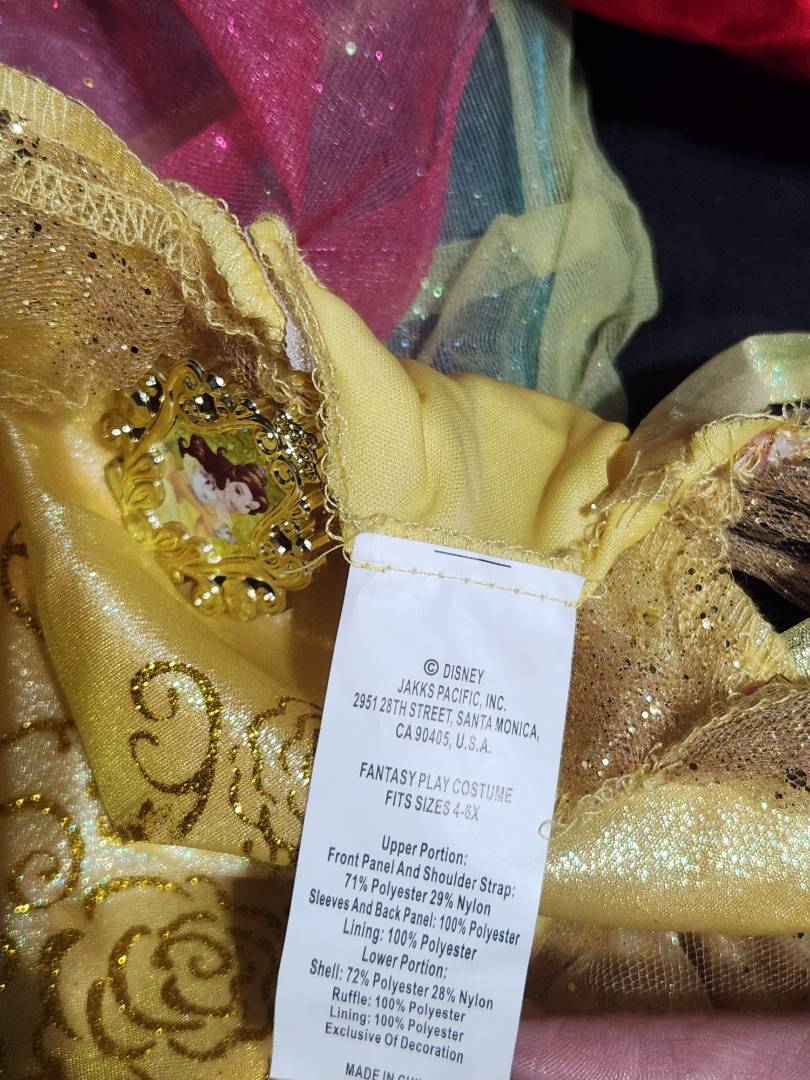 © DISNEY
JAKKS PACIFIC, INC.
2951 28TH STREET, SANTA MONICA,
CA 90405, U.S.A.
FANTASY PLAY COSTUME
FITS SIZES 4-6X
Upper Portion:
Front Panel And Shoulder Strap:
71% Polyester 29% Nylon
Sleeves And Back Panel: 100% Polyester
Lining: 100% Polyester
Lower Portion:
Shell: 72% Polyester 28% Nylon
Ruffle: 100% Polyester
Lining: 100% Polyester
Exclusive Of Decoration
MADE IN